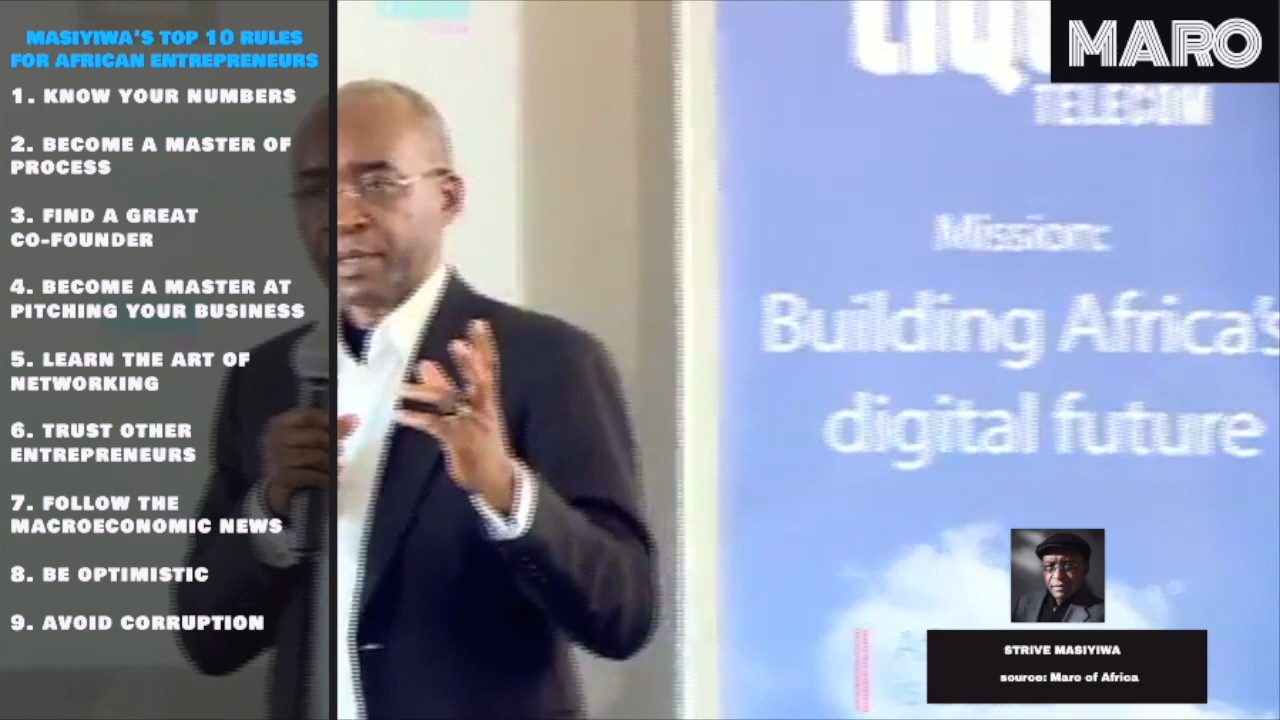 MASIYIWA'S TOP 10 RULES
FOR AFRICAN ENTREPRENEURS
1. KNOW YOUR NUMBERS
2. BECOME A MASTER OF
PROCESS
3. FIND A GREAT
CO-FOUNDER
4. BECOME A MASTER AT
PITCHING YOUR BUSINESS
5. LEARN THE ART OF
NETWORKING
6. TRUST OTHER
ENTREPRENEURS
7. FOLLOW THE
MACROECONOMIC NEWS
8. BE OPTIMISTIC
9. AVOID CORRUPTION
MARO
TELECOM
Mission:
Building Africa's
digital future
STRIVE MASIYIWA
source: Maro of Africa